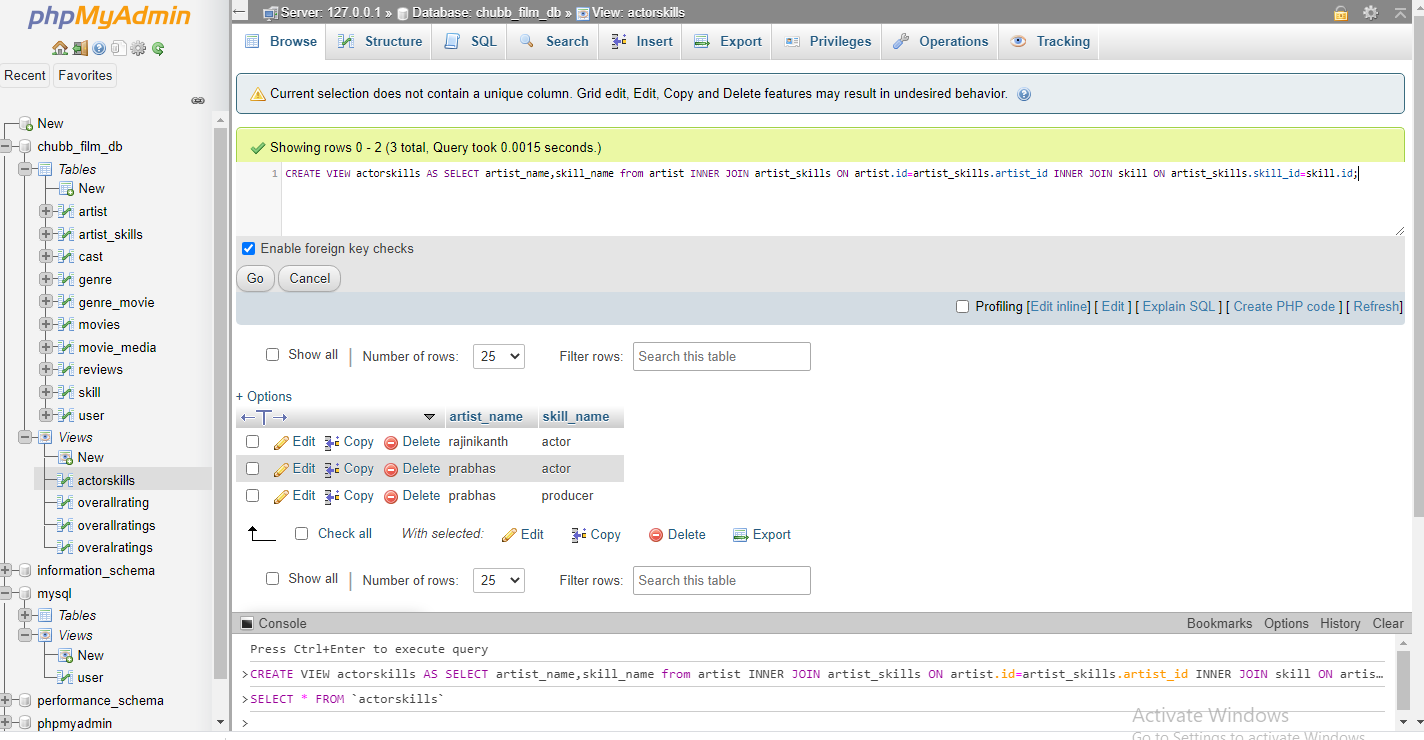 phpMyAdmin
Recent Favorites
New
chubb_film_db
Tables
New
artist
artist_skills
cast
genre
genre_movie
movies
movie_media
reviews
skill
user
Views
New
actorskills
overallrating
overallratings
overalratings
information_schema
mysql
Tables
Views
New
user
performance_schema
phpmyadmin
Server: 127.0.0.1 » Database: chubb_film_db » View: actorskills
Browse Structure SQL Search Insert Export Privileges Operations Tracking
Current selection does not contain a unique column. Grid edit, Edit, Copy and Delete features may result in undesired behavior.
Showing rows 0 - 2 (3 total, Query took 0.0015 seconds.)
1 CREATE VIEW actorskills AS SELECT artist_name,skill_name from artist INNER JOIN artist_skills ON artist.id=artist_skills.artist_id INNER JOIN skill ON artist_skills.skill_id=skill.id;
Enable foreign key checks
Go Cancel
Profiling [Edit inline] [ Edit ] [ Explain SQL ] [ Create PHP code ] [ Refresh]
Show all | Number of rows: 25 Filter rows: Search this table
+ Options
←T→ artist_name skill_name
Edit Copy Delete rajinikanth actor
Edit Copy Delete prabhas actor
Edit Copy Delete prabhas producer
Check all With selected: Edit Copy Delete Export
Show all | Number of rows: 25 Filter rows: Search this table
Console Bookmarks Options History Clear
Press Ctrl+Enter to execute query
>CREATE VIEW actorskills AS SELECT artist_name,skill_name from artist INNER JOIN artist_skills ON artist.id=artist_skills.artist_id INNER JOIN skill ON artis…
>SELECT * FROM `actorskills`
>
Activate Windows
Go to Settings to activate Windows.